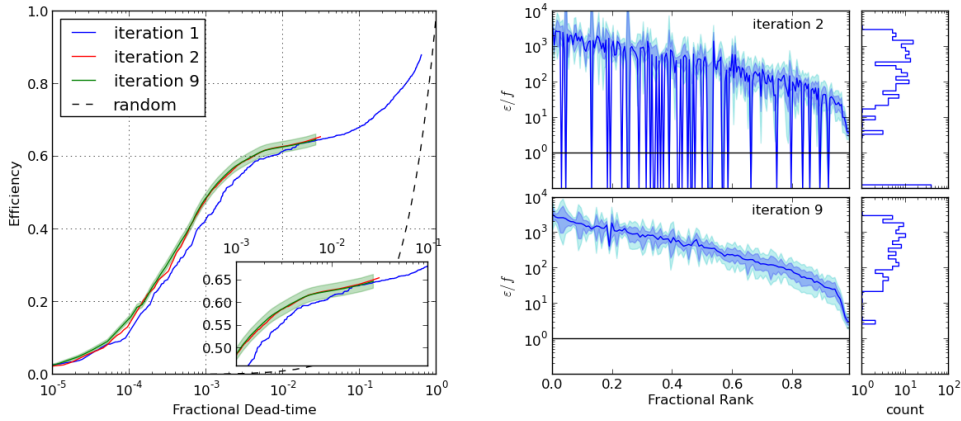 iteration 1
iteration 2
iteration 9
random
Efficiency
1.0
0.8
0.6
0.4
0.2
0.0
10^-3 10^-2 10^-1
0.65
0.60
0.55
0.50
10^-5 10^-4 10^-3 10^-2 10^-1 10^0
Fractional Dead-time
iteration 2
ε/f
10^4
10^3
10^2
10^1
10^0
iteration 9
ε/f
10^4
10^3
10^2
10^1
10^0
0.0 0.2 0.4 0.6 0.8
Fractional Rank
10^0 10^1 10^2
count